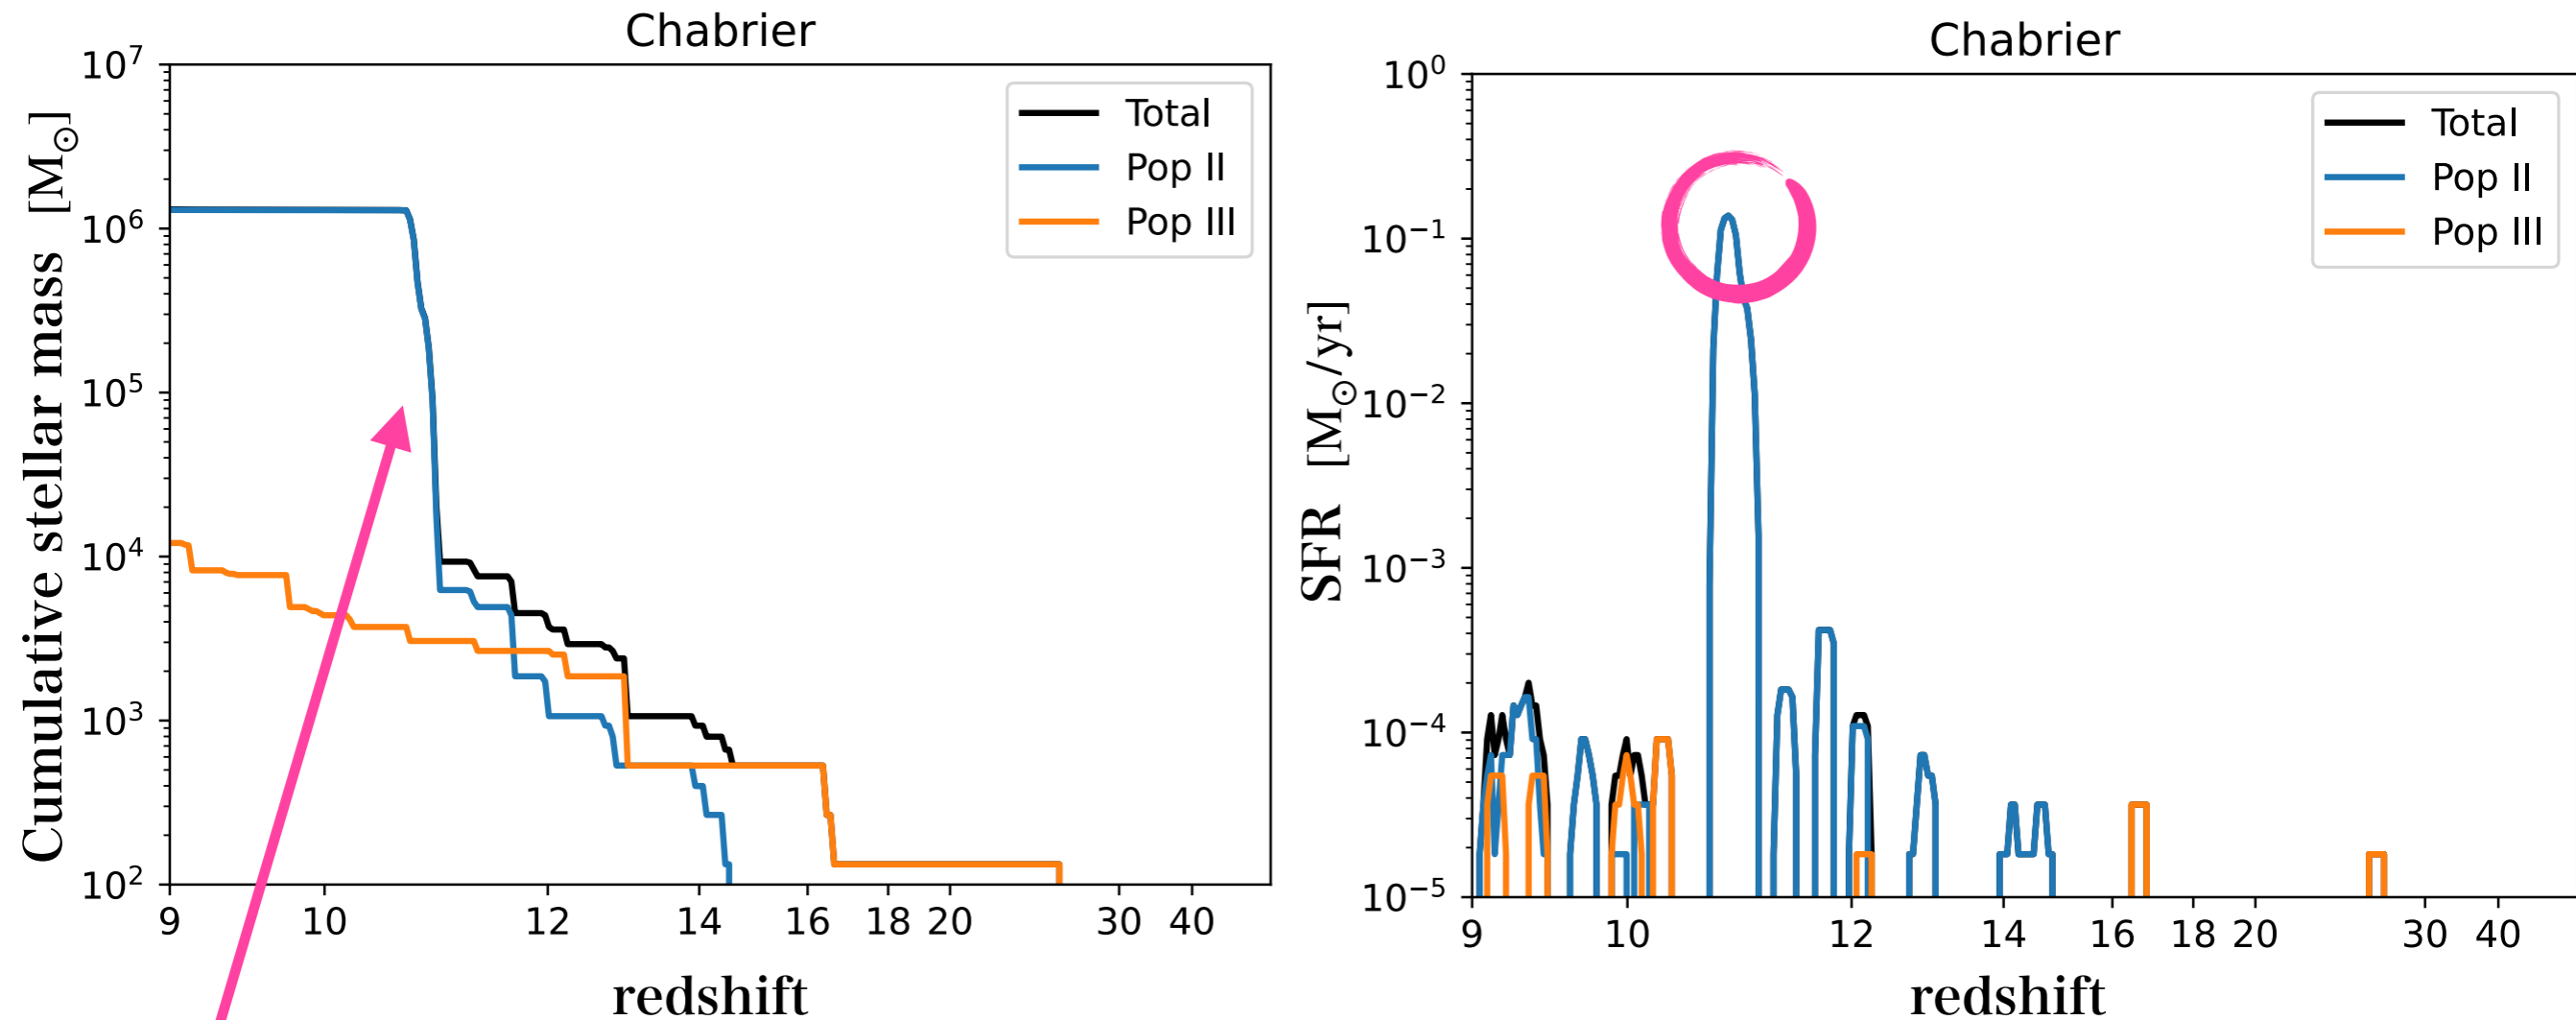 Chabrier
Cumulative stellar mass [M⊙]
10^7
10^6
10^5
10^4
10^3
10^2
Total
Pop II
Pop III
9 10 12 14 16 18 20 30 40
redshift
Chabrier
SFR [M⊙/yr]
10^0
10^−1
10^−2
10^−3
10^−4
10^−5
Total
Pop II
Pop III
9 10 12 14 16 18 20 30 40
redshift